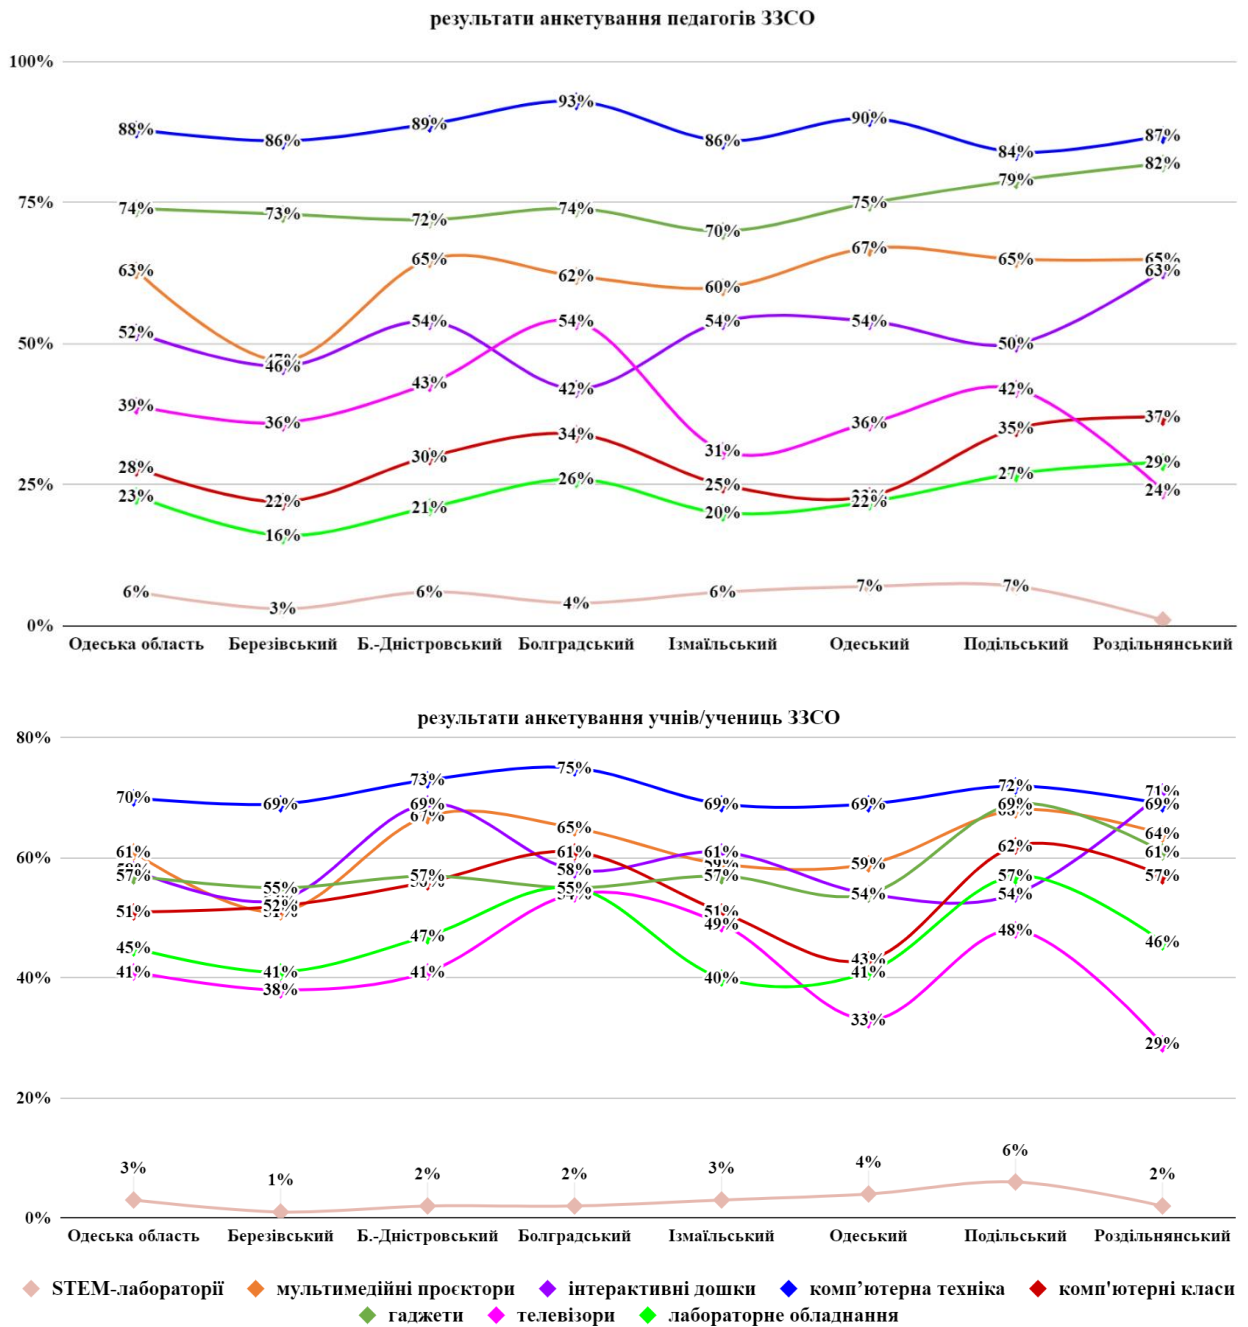 результати анкетування педагогів ЗЗСО
100%
88% 86% 89% 93% 86% 90% 84% 87%
75%
74% 73% 72% 74% 70% 75% 79% 82%
63% 47% 65% 62% 60% 67% 65% 65%
50%
52% 46% 54% 42% 54% 54% 50% 63%
39% 36% 43% 54% 31% 36% 42% 24%
28% 22% 30% 34% 25% 35% 37%
25%
23% 16% 21% 26% 20% 22% 27% 29%
6% 3% 6% 4% 6% 7% 7%
0%
Одеська область Березівський Б.-Дністровський Болградський Ізмаїльський Одеський Подільський Роздільнянський
результати анкетування учнів/учениць ЗЗСО
80%
70% 69% 73% 75% 69% 69% 72% 69%
61% 67% 65% 59% 59% 64%
69% 58% 61% 54% 54% 71%
60%
57% 55% 57% 55% 57% 54% 69% 61%
51% 52% 61% 51% 43% 62% 57%
45% 41% 47% 55% 40% 41% 57% 46%
41% 38% 41% 54% 49% 33% 48% 29%
40%
20%
3% 1% 2% 2% 3% 4% 6% 2%
0%
Одеська область Березівський Б.-Дністровський Болградський Ізмаїльський Одеський Подільський Роздільнянський
STEM-лабораторії мультимедійні проєктори інтерактивні дошки комп’ютерна техніка комп'ютерні класи
гаджети телевізори лабораторне обладнання